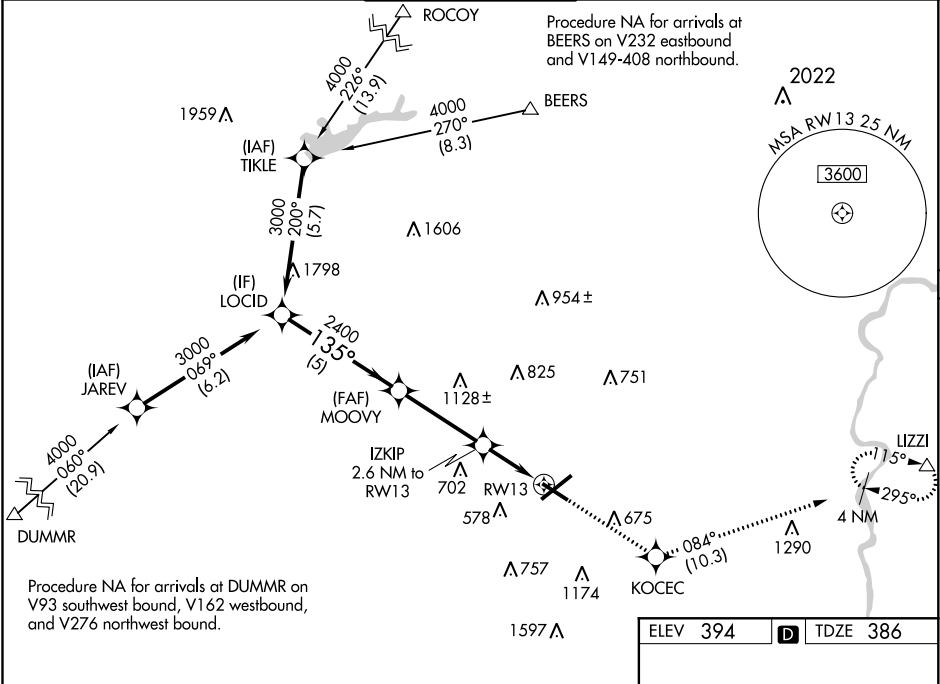 ROCOY
Procedure NA for arrivals at
BEERS on V232 eastbound
and V149-408 northbound.
4000
226°
(13.9)
2022
1959
4000
270°
(8.3)
BEERS
MSA RW13 25 NM
3600
(IAF)
TIKLE
3000
200°
(5.7)
1606
1798
(IF)
LOCID
954±
2400
135°
(5)
3000
069°
(6.2)
(IAF)
JAREV
825
751
1128±
(FAF)
MOOVY
4000
060°
(20.9)
IZKIP
2.6 NM to
RW13
702
RW13
578
675
LIZZI
115°
295°
4 NM
DUMMR
084°
(10.3)
1290
KOCEC
757
1174
1597
Procedure NA for arrivals at DUMMR on
V93 southwest bound, V162 westbound,
and V276 northwest bound.
ELEV 394 D TDZE 386